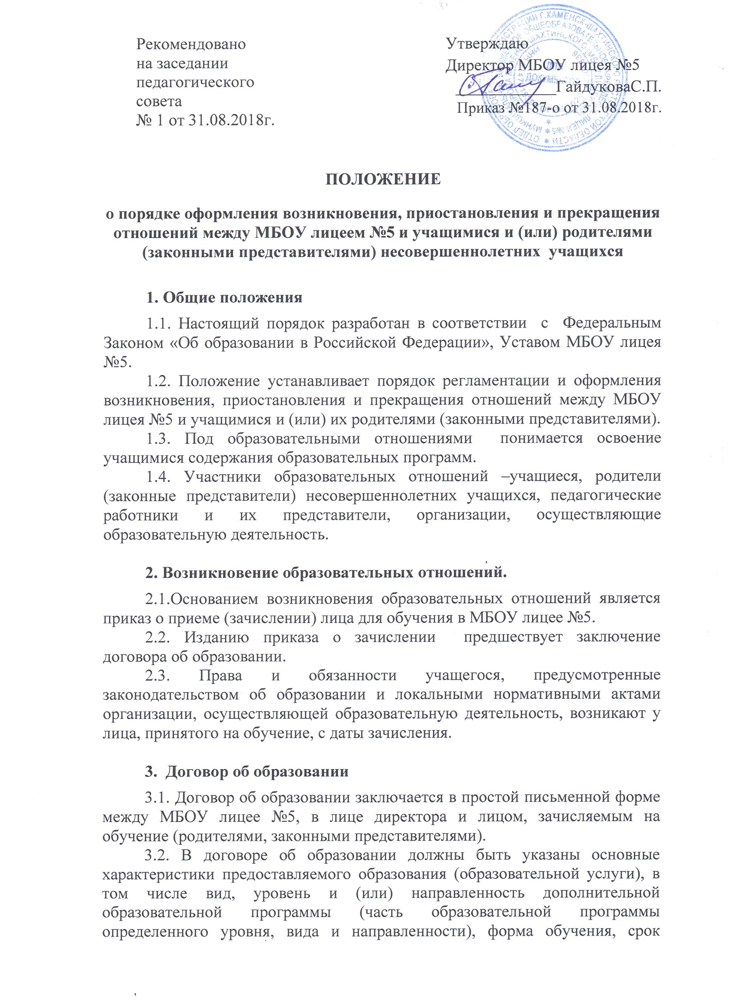 Рекомендовано
на заседании
педагогического
совета
№ 1 от 31.08.2018г.
Утверждаю
Директор МБОУ лицея №5
____________ГайдуковаС.П.
Приказ №187-о от 31.08.2018г.
ПОЛОЖЕНИЕ
о порядке оформления возникновения, приостановления и прекращения
отношений между МБОУ лицеем №5 и учащимися и (или) родителями
(законными представителями) несовершеннолетних учащихся
1. Общие положения
1.1. Настоящий порядок разработан в соответствии с Федеральным
Законом «Об образовании в Российской Федерации», Уставом МБОУ лицея
№5.
1.2. Положение устанавливает порядок регламентации и оформления
возникновения, приостановления и прекращения отношений между МБОУ
лицея №5 и учащимися и (или) их родителями (законными представителями).
1.3. Под образовательными отношениями понимается освоение
учащимися содержания образовательных программ.
1.4. Участники образовательных отношений –учащиеся, родители
(законные представители) несовершеннолетних учащихся, педагогические
работники и их представители, организации, осуществляющие
образовательную деятельность.
2. Возникновение образовательных отношений.
2.1.Основанием возникновения образовательных отношений является
приказ о приеме (зачислении) лица для обучения в МБОУ лицее №5.
2.2. Изданию приказа о зачислении предшествует заключение
договора об образовании.
2.3. Права и обязанности учащегося, предусмотренные
законодательством об образовании и локальными нормативными актами
организации, осуществляющей образовательную деятельность, возникают у
лица, принятого на обучение, с даты зачисления.
3. Договор об образовании
3.1. Договор об образовании заключается в простой письменной форме
между МБОУ лицее №5, в лице директора и лицом, зачисляемым на
обучение (родителями, законными представителями).
3.2. В договоре об образовании должны быть указаны основные
характеристики предоставляемого образования (образовательной услуги), в
том числе вид, уровень и (или) направленность дополнительной
образовательной программы (часть образовательной программы
определенного уровня, вида и направленности), форма обучения, срок